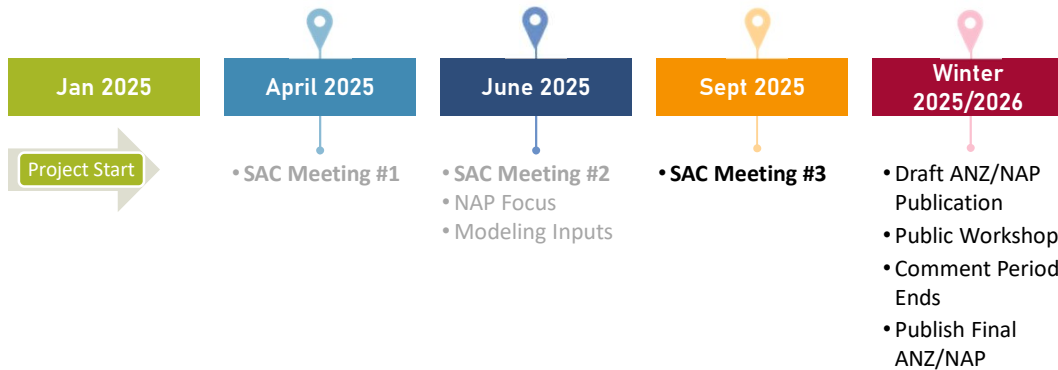 Jan 2025
Project Start
April 2025
• SAC Meeting #1
June 2025
• SAC Meeting #2
• NAP Focus
• Modeling Inputs
Sept 2025
• SAC Meeting #3
Winter
2025/2026
• Draft ANZ/NAP
Publication
• Public Workshop
• Comment Period
Ends
• Publish Final
ANZ/NAP